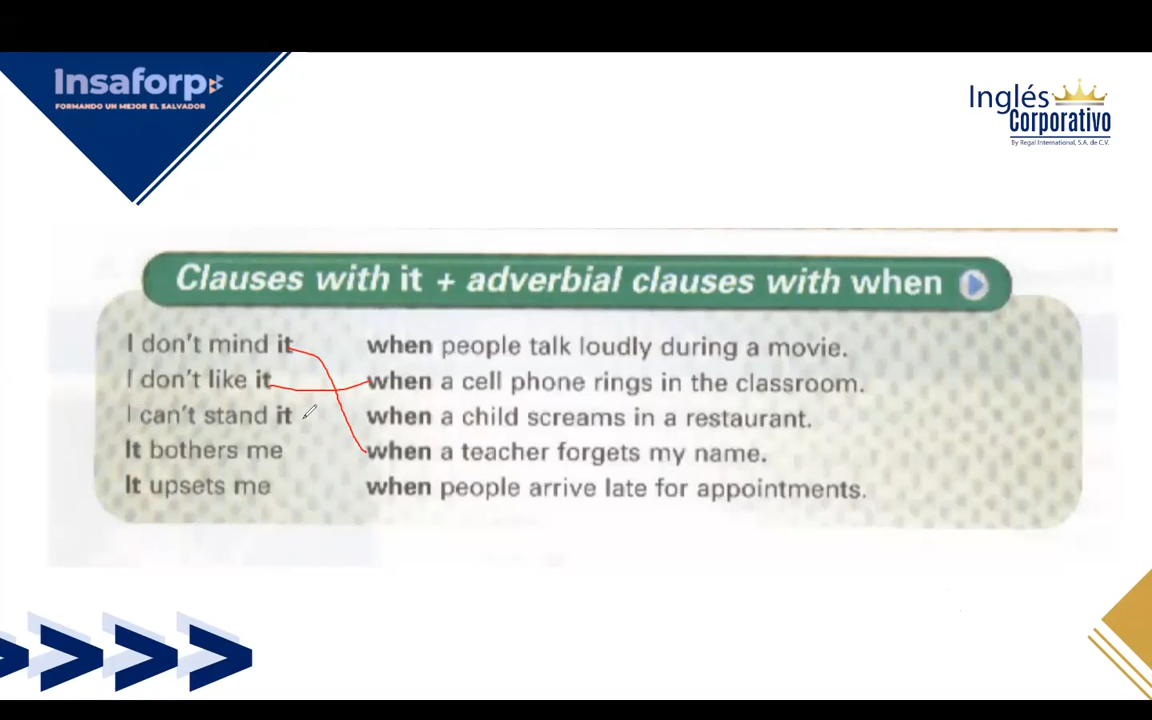 Insaforp
FORMANDO UN MEJOR EL SALVADOR
Inglés
Corporativo
By Regal International, S.A. de C.V.
Clauses with it + adverbial clauses with when
I don't mind it when people talk loudly during a movie.
I don't like it when a cell phone rings in the classroom.
I can't stand it when a child screams in a restaurant.
It bothers me when a teacher forgets my name.
It upsets me when people arrive late for appointments.